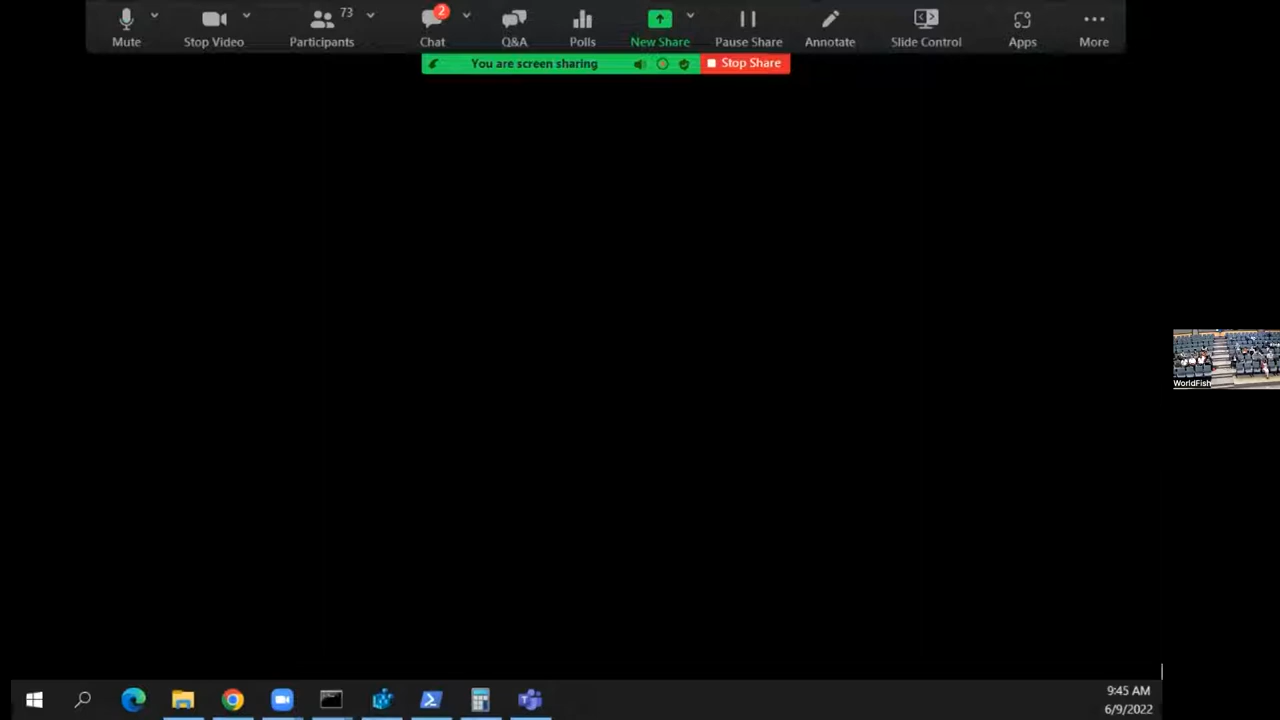 73
2
Mute
Stop Video
Participants
Chat
Q&A
Polls
New Share
Pause Share
Annotate
Slide Control
Apps
More
You are screen sharing
Stop Share
WorldFish
9:45 AM
6/9/2022